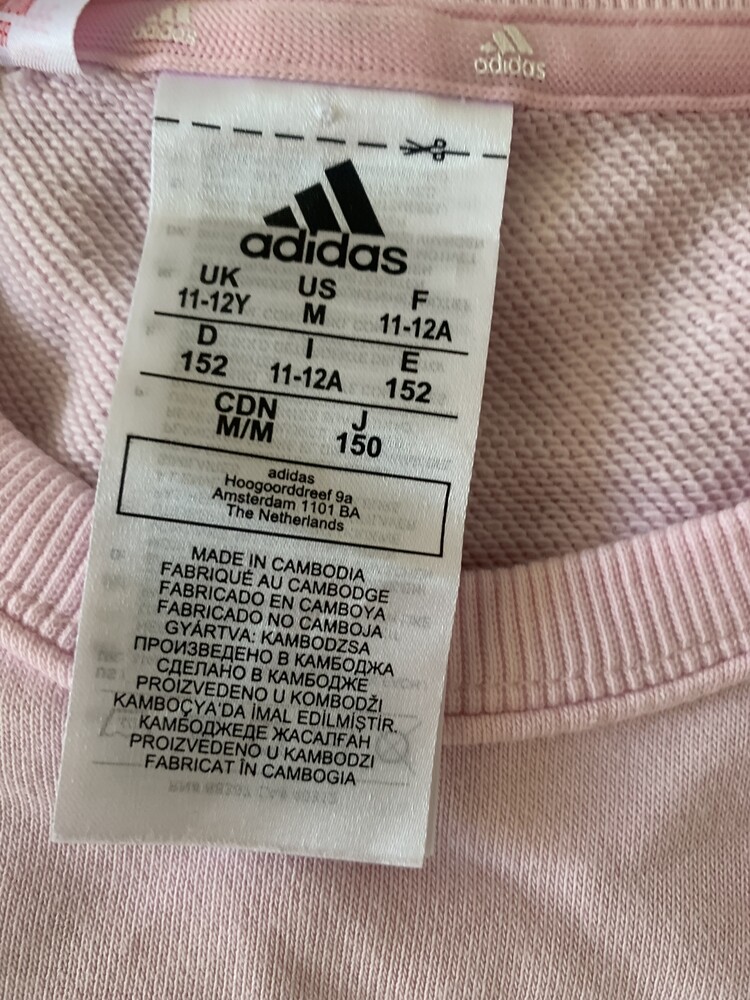 adidas
adidas
UK US F
11-12Y M 11-12A
D I E
152 11-12A 152
CDN J
M/M 150
adidas
Hoogoorddreef 9a
Amsterdam 1101 BA
The Netherlands
MADE IN CAMBODIA
FABRIQUÉ AU CAMBODGE
FABRICADO EN CAMBOYA
FABRICADO NO CAMBOJA
GYÁRTVA: KAMBODZSA
ПРОИЗВЕДЕНО В КАМБОДЖА
СДЕЛАНО В КАМБОДЖЕ
PROIZVEDENO U KOMBODŽI
KAMBOÇYA'DA İMAL EDİLMİŞTİR.
КАМБОДЖЕДЕ ЖАСАЛҒАН
PROIZVEDENO U KAMBODZI
FABRICAT ÎN CAMBOGIA